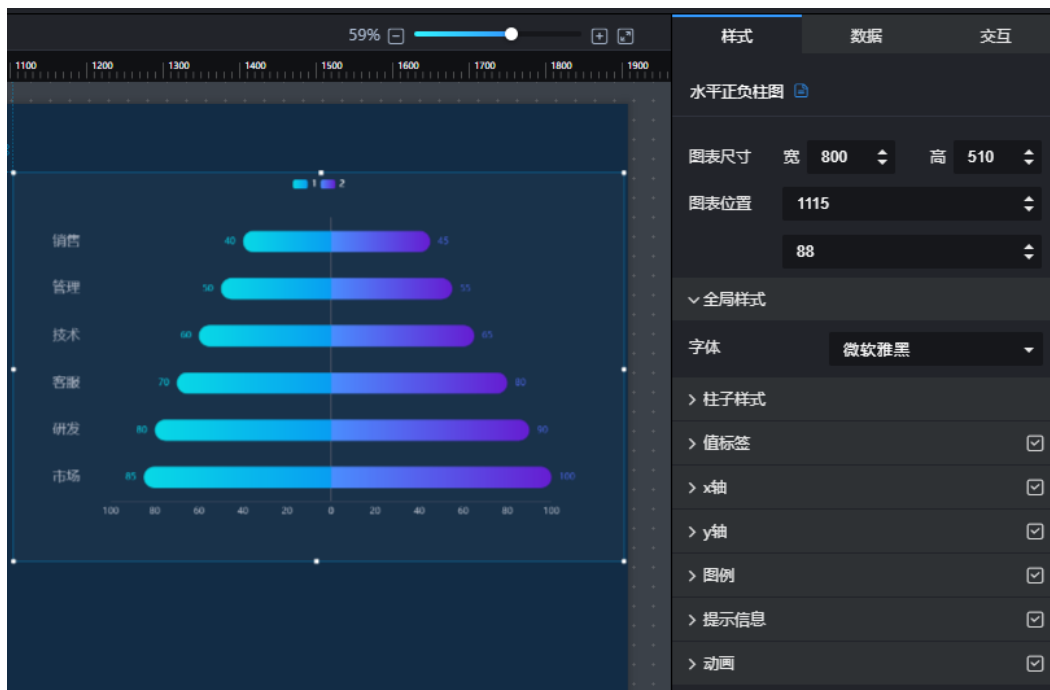 59%
1100 1200 1300 1400 1500 1600 1700 1800 1900
1 2
销售 40 45
管理 50 55
技术 60 65
客服 70 80
研发 80 90
市场 85 100
100 80 60 40 20 0 20 40 60 80 100
样式 数据 交互
水平正负柱图
图表尺寸 宽 800 高 510
图表位置 1115
88
全局样式
字体 微软雅黑
柱子样式
值标签
x轴
y轴
图例
提示信息
动画